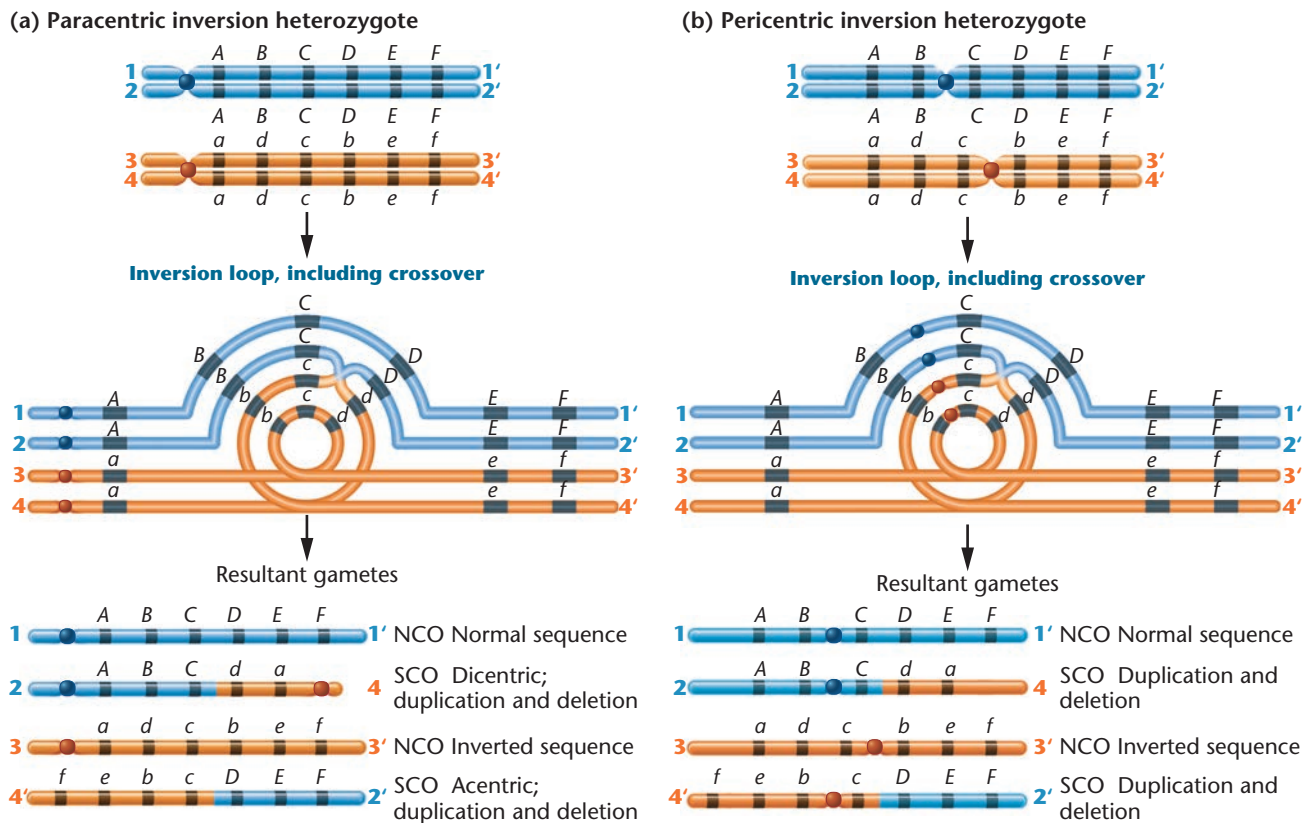 (a) Paracentric inversion heterozygote
A B C D E F
1 1‘
2 2‘
A B C D E F
a d c b e f
3 3‘
4 4‘
a d c b e f
Inversion loop, including crossover
C
C
B D
B c D
b c d
b d
A E F
1 1‘
A E F
2 2‘
a e f
3 3‘
a e f
4 4‘
Resultant gametes
A B C D E F
1 1‘ NCO Normal sequence
A B C d a
2 4 SCO Dicentric;
duplication and deletion
a d c b e f
3 3‘ NCO Inverted sequence
f e b c D E F
4‘ 2‘ SCO Acentric;
duplication and deletion
(b) Pericentric inversion heterozygote
A B C D E F
1 1‘
2 2‘
A B C D E F
a d c b e f
3 3‘
4 4‘
a d c b e f
Inversion loop, including crossover
C
C
B D
B c D
b c d
b d
A E F
1 1‘
A E F
2 2‘
a e f
3 3‘
a e f
4 4‘
Resultant gametes
A B C D E F
1 1‘ NCO Normal sequence
A B C d a
2 4 SCO Duplication and
deletion
a d c b e f
3 3‘ NCO Inverted sequence
f e b c D E F
4‘ 2‘ SCO Duplication and
deletion